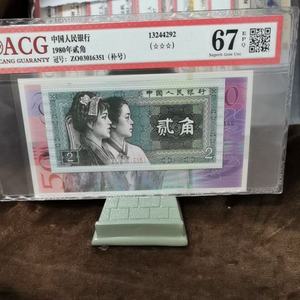 ACG
CANG GUARANTY
中国人民银行
1980年贰角
冠号: ZO03016351 (补号)
13244292
(☆☆☆)
67 EPQ
Superb Gem Unc
中国人民银行
贰角
2
2